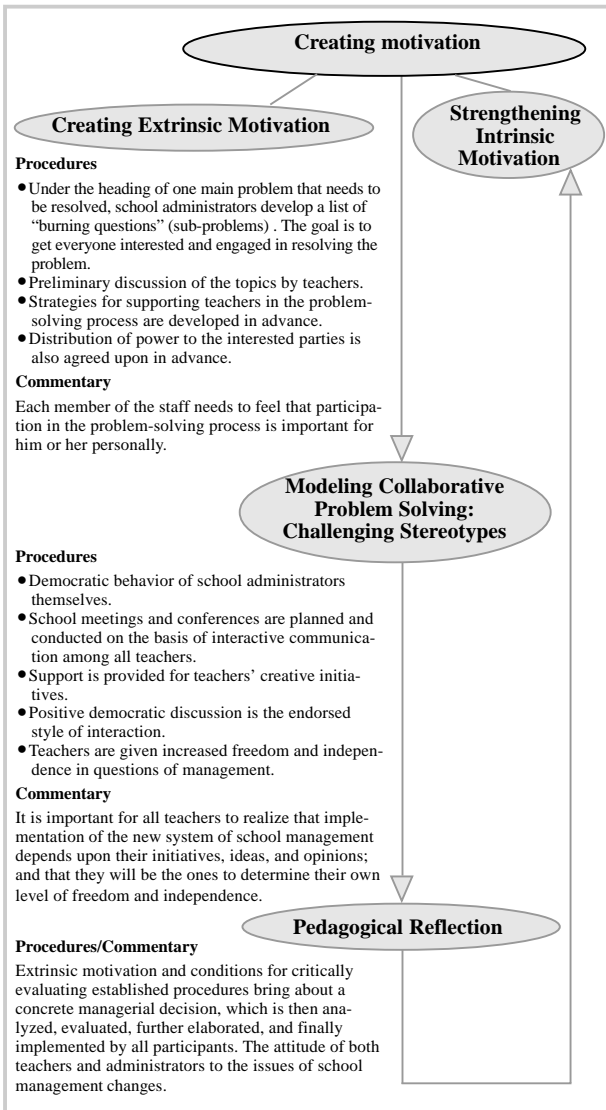 Creating motivation
Creating Extrinsic Motivation
Strengthening
Intrinsic
Motivation
Procedures
●Under the heading of one main problem that needs to
be resolved, school administrators develop a list of
“burning questions” (sub-problems) . The goal is to
get everyone interested and engaged in resolving the
problem.
●Preliminary discussion of the topics by teachers.
●Strategies for supporting teachers in the problem-
solving process are developed in advance.
●Distribution of power to the interested parties is
also agreed upon in advance.
Commentary
Each member of the staff needs to feel that participa-
tion in the problem-solving process is important for
him or her personally.
Modeling Collaborative
Problem Solving:
Challenging Stereotypes
Procedures
●Democratic behavior of school administrators
themselves.
●School meetings and conferences are planned and
conducted on the basis of interactive communica-
tion among all teachers.
●Support is provided for teachers’ creative initia-
tives.
●Positive democratic discussion is the endorsed
style of interaction.
●Teachers are given increased freedom and indepen-
dence in questions of management.
Commentary
It is important for all teachers to realize that imple-
mentation of the new system of school management
depends upon their initiatives, ideas, and opinions;
and that they will be the ones to determine their own
level of freedom and independence.
Pedagogical Reflection
Procedures/Commentary
Extrinsic motivation and conditions for critically
evaluating established procedures bring about a
concrete managerial decision, which is then ana-
lyzed, evaluated, further elaborated, and finally
implemented by all participants. The attitude of both
teachers and administrators to the issues of school
management changes.